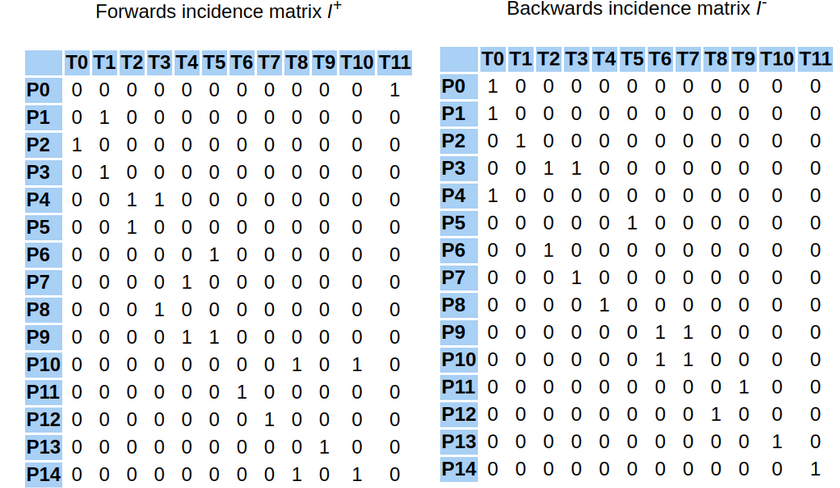 Forwards incidence matrix I+
T0 T1 T2 T3 T4 T5 T6 T7 T8 T9 T10 T11
P0 0 0 0 0 0 0 0 0 0 0 0 1
P1 0 1 0 0 0 0 0 0 0 0 0 0
P2 1 0 0 0 0 0 0 0 0 0 0 0
P3 0 1 0 0 0 0 0 0 0 0 0 0
P4 0 0 1 1 0 0 0 0 0 0 0 0
P5 0 0 1 0 0 0 0 0 0 0 0 0
P6 0 0 0 0 0 1 0 0 0 0 0 0
P7 0 0 0 0 1 0 0 0 0 0 0 0
P8 0 0 0 1 0 0 0 0 0 0 0 0
P9 0 0 0 0 1 1 0 0 0 0 0 0
P10 0 0 0 0 0 0 0 0 1 0 1 0
P11 0 0 0 0 0 0 1 0 0 0 0 0
P12 0 0 0 0 0 0 0 1 0 0 0 0
P13 0 0 0 0 0 0 0 0 0 1 0 0
P14 0 0 0 0 0 0 0 0 1 0 1 0
Backwards incidence matrix I-
T0 T1 T2 T3 T4 T5 T6 T7 T8 T9 T10 T11
P0 1 0 0 0 0 0 0 0 0 0 0 0
P1 1 0 0 0 0 0 0 0 0 0 0 0
P2 0 1 0 0 0 0 0 0 0 0 0 0
P3 0 0 1 1 0 0 0 0 0 0 0 0
P4 1 0 0 0 0 0 0 0 0 0 0 0
P5 0 0 0 0 0 1 0 0 0 0 0 0
P6 0 0 1 0 0 0 0 0 0 0 0 0
P7 0 0 0 1 0 0 0 0 0 0 0 0
P8 0 0 0 0 1 0 0 0 0 0 0 0
P9 0 0 0 0 0 0 1 1 0 0 0 0
P10 0 0 0 0 0 0 1 1 0 0 0 0
P11 0 0 0 0 0 0 0 0 0 1 0 0
P12 0 0 0 0 0 0 0 0 1 0 0 0
P13 0 0 0 0 0 0 0 0 0 0 1 0
P14 0 0 0 0 0 0 0 0 0 0 0 1